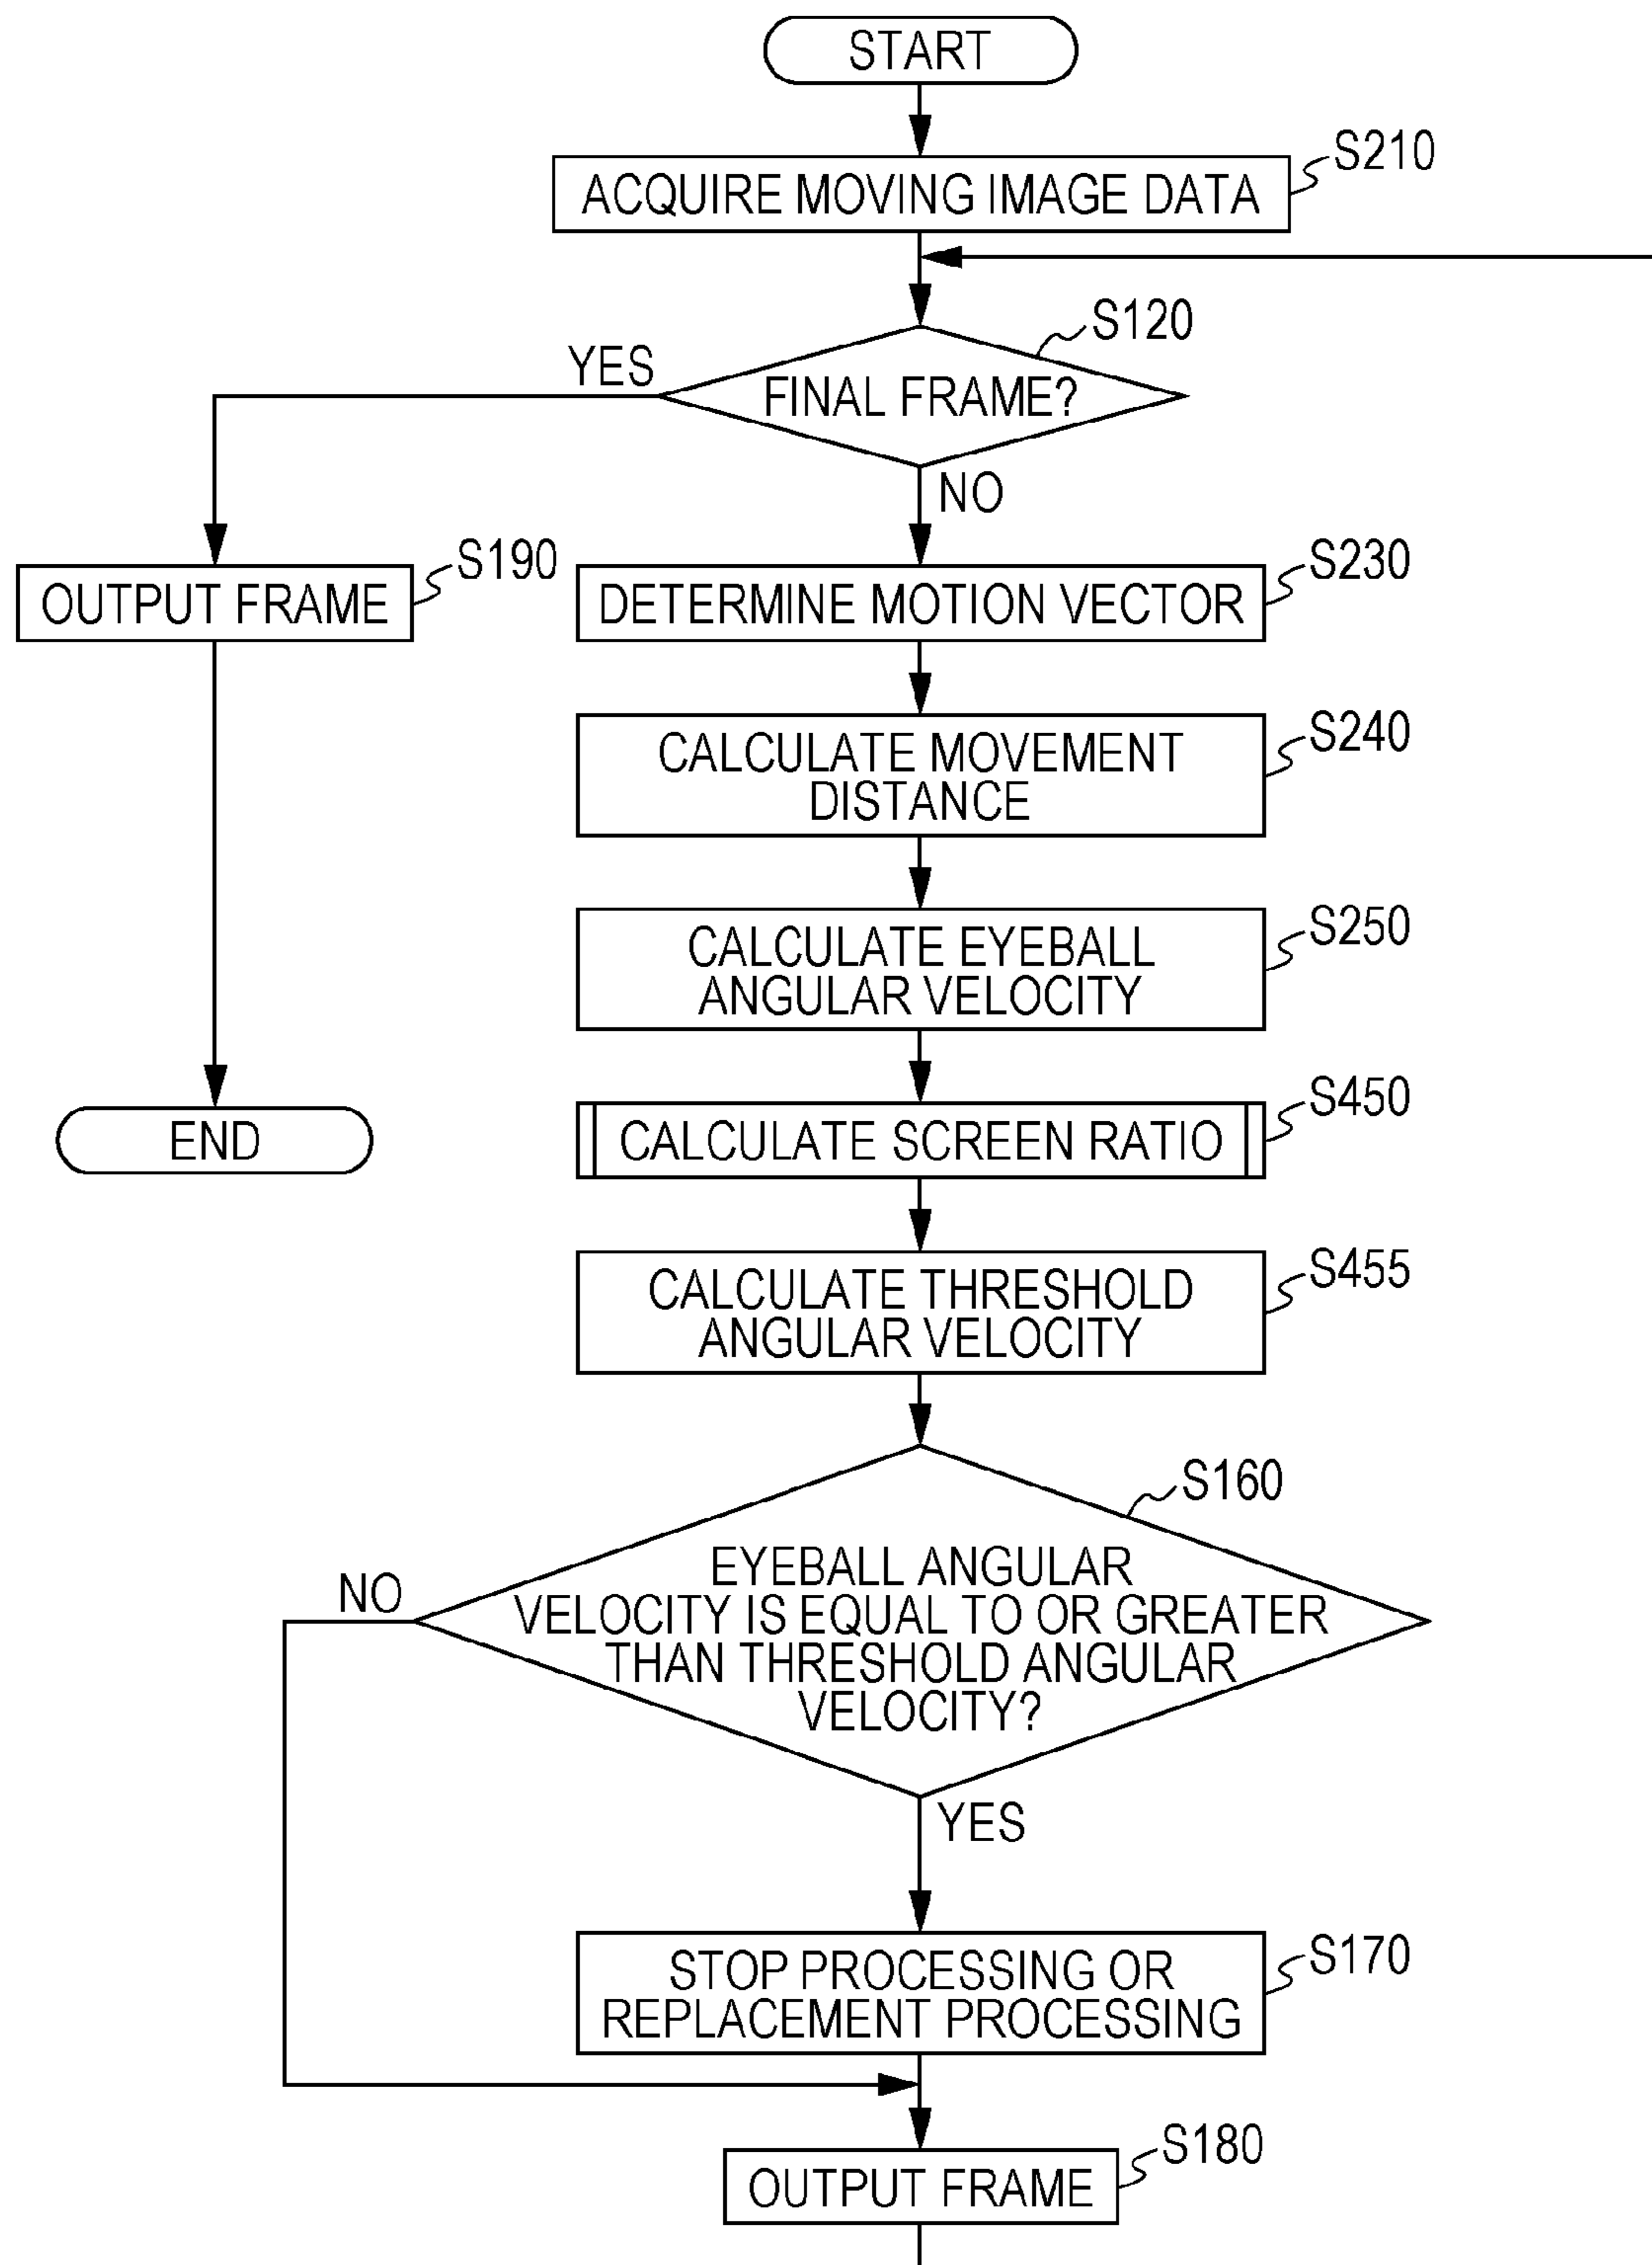 START
S210
ACQUIRE MOVING IMAGE DATA
S120
YES
FINAL FRAME?
NO
S190
OUTPUT FRAME
S230
DETERMINE MOTION VECTOR
S240
CALCULATE MOVEMENT
DISTANCE
S250
CALCULATE EYEBALL
ANGULAR VELOCITY
S450
CALCULATE SCREEN RATIO
END
S455
CALCULATE THRESHOLD
ANGULAR VELOCITY
S160
EYEBALL ANGULAR
VELOCITY IS EQUAL TO OR GREATER
THAN THRESHOLD ANGULAR
VELOCITY?
NO
YES
S170
STOP PROCESSING OR
REPLACEMENT PROCESSING
S180
OUTPUT FRAME